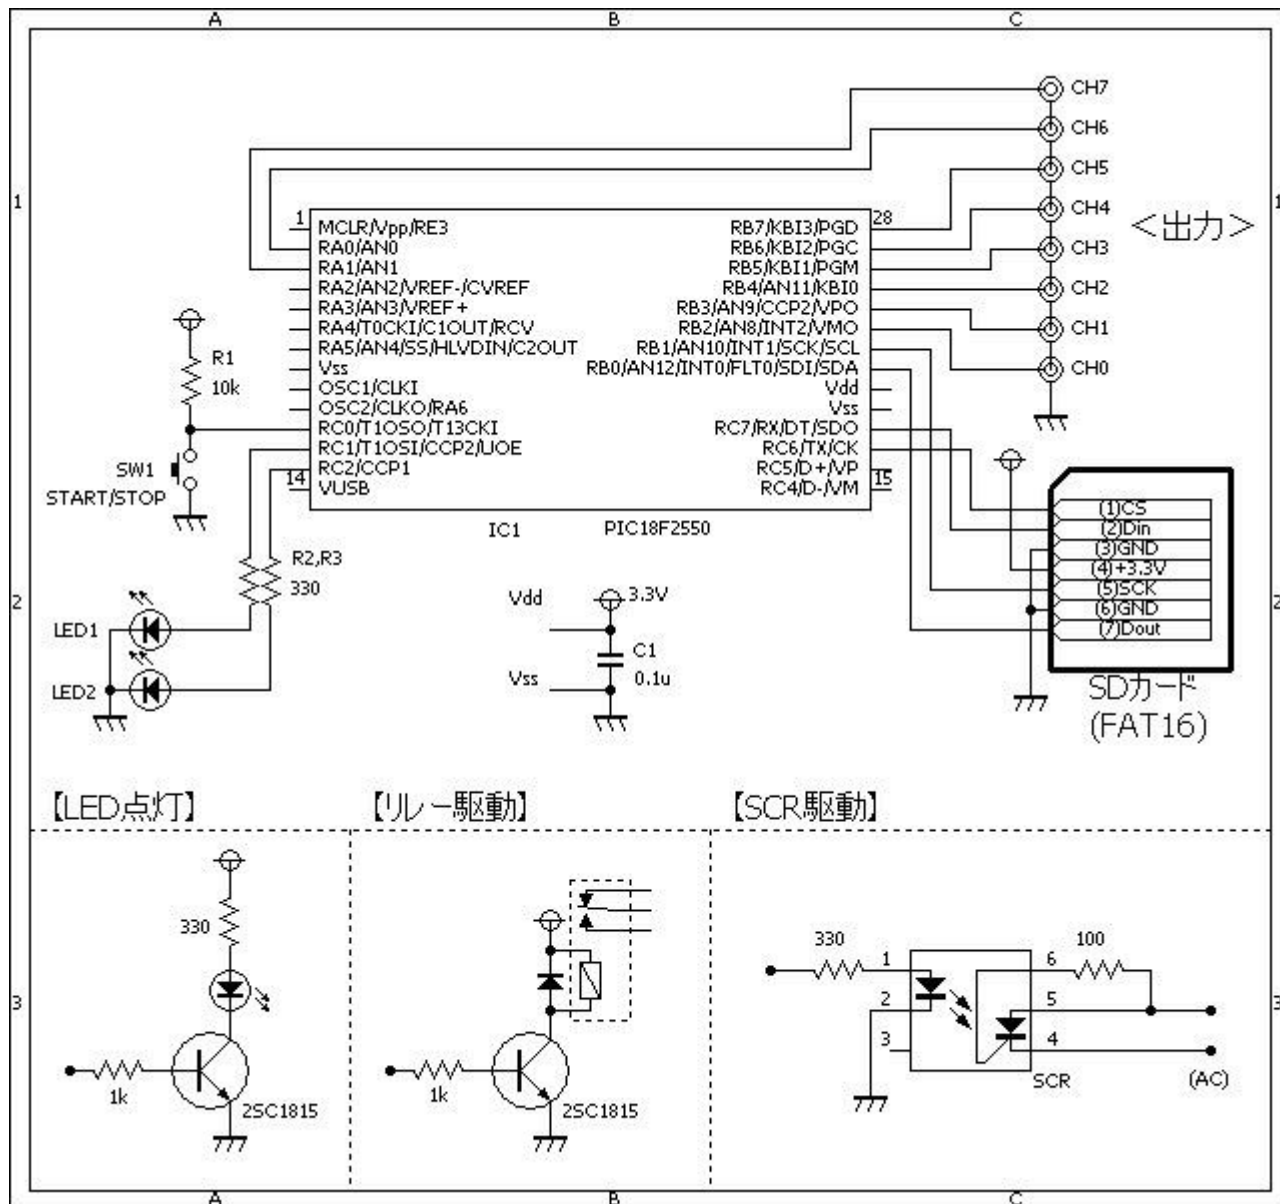 A B C
CH7
CH6
CH5
CH4
CH3
CH2
CH1
CH0
<出力>
1 1
1 28
MCLR/Vpp/RE3
RA0/AN0
RA1/AN1
RA2/AN2/VREF-/CVREF
RA3/AN3/VREF+
RA4/T0CKI/C1OUT/RCV
RA5/AN4/SS/HLVDIN/C2OUT
Vss
OSC1/CLKI
OSC2/CLKO/RA6
RC0/T1OSO/T13CKI
RC1/T1OSI/CCP2/UOE
RC2/CCP1
VUSB
14 15
RB7/KBI3/PGD
RB6/KBI2/PGC
RB5/KBI1/PGM
RB4/AN11/KBI0
RB3/AN9/CCP2/VPO
RB2/AN8/INT2/VMO
RB1/AN10/INT1/SCK/SCL
RB0/AN12/INT0/FLT0/SDI/SDA
Vdd
Vss
RC7/RX/DT/SDO
RC6/TX/CK
RC5/D+/VP
RC4/D-/VM
IC1 PIC18F2550
R1
10k
SW1
START/STOP
R2,R3
330
LED1
LED2
2 2
Vdd 3.3V
C1
0.1u
Vss
(1)CS
(2)Din
(3)GND
(4)+3.3V
(5)SCK
(6)GND
(7)Dout
SDカード
(FAT16)
【LED点灯】
330
1k
2SC1815
【リレー駆動】
1k
2SC1815
【SCR駆動】
330
1
2
3
6
5
4
100
SCR
(AC)
3 3
A B C